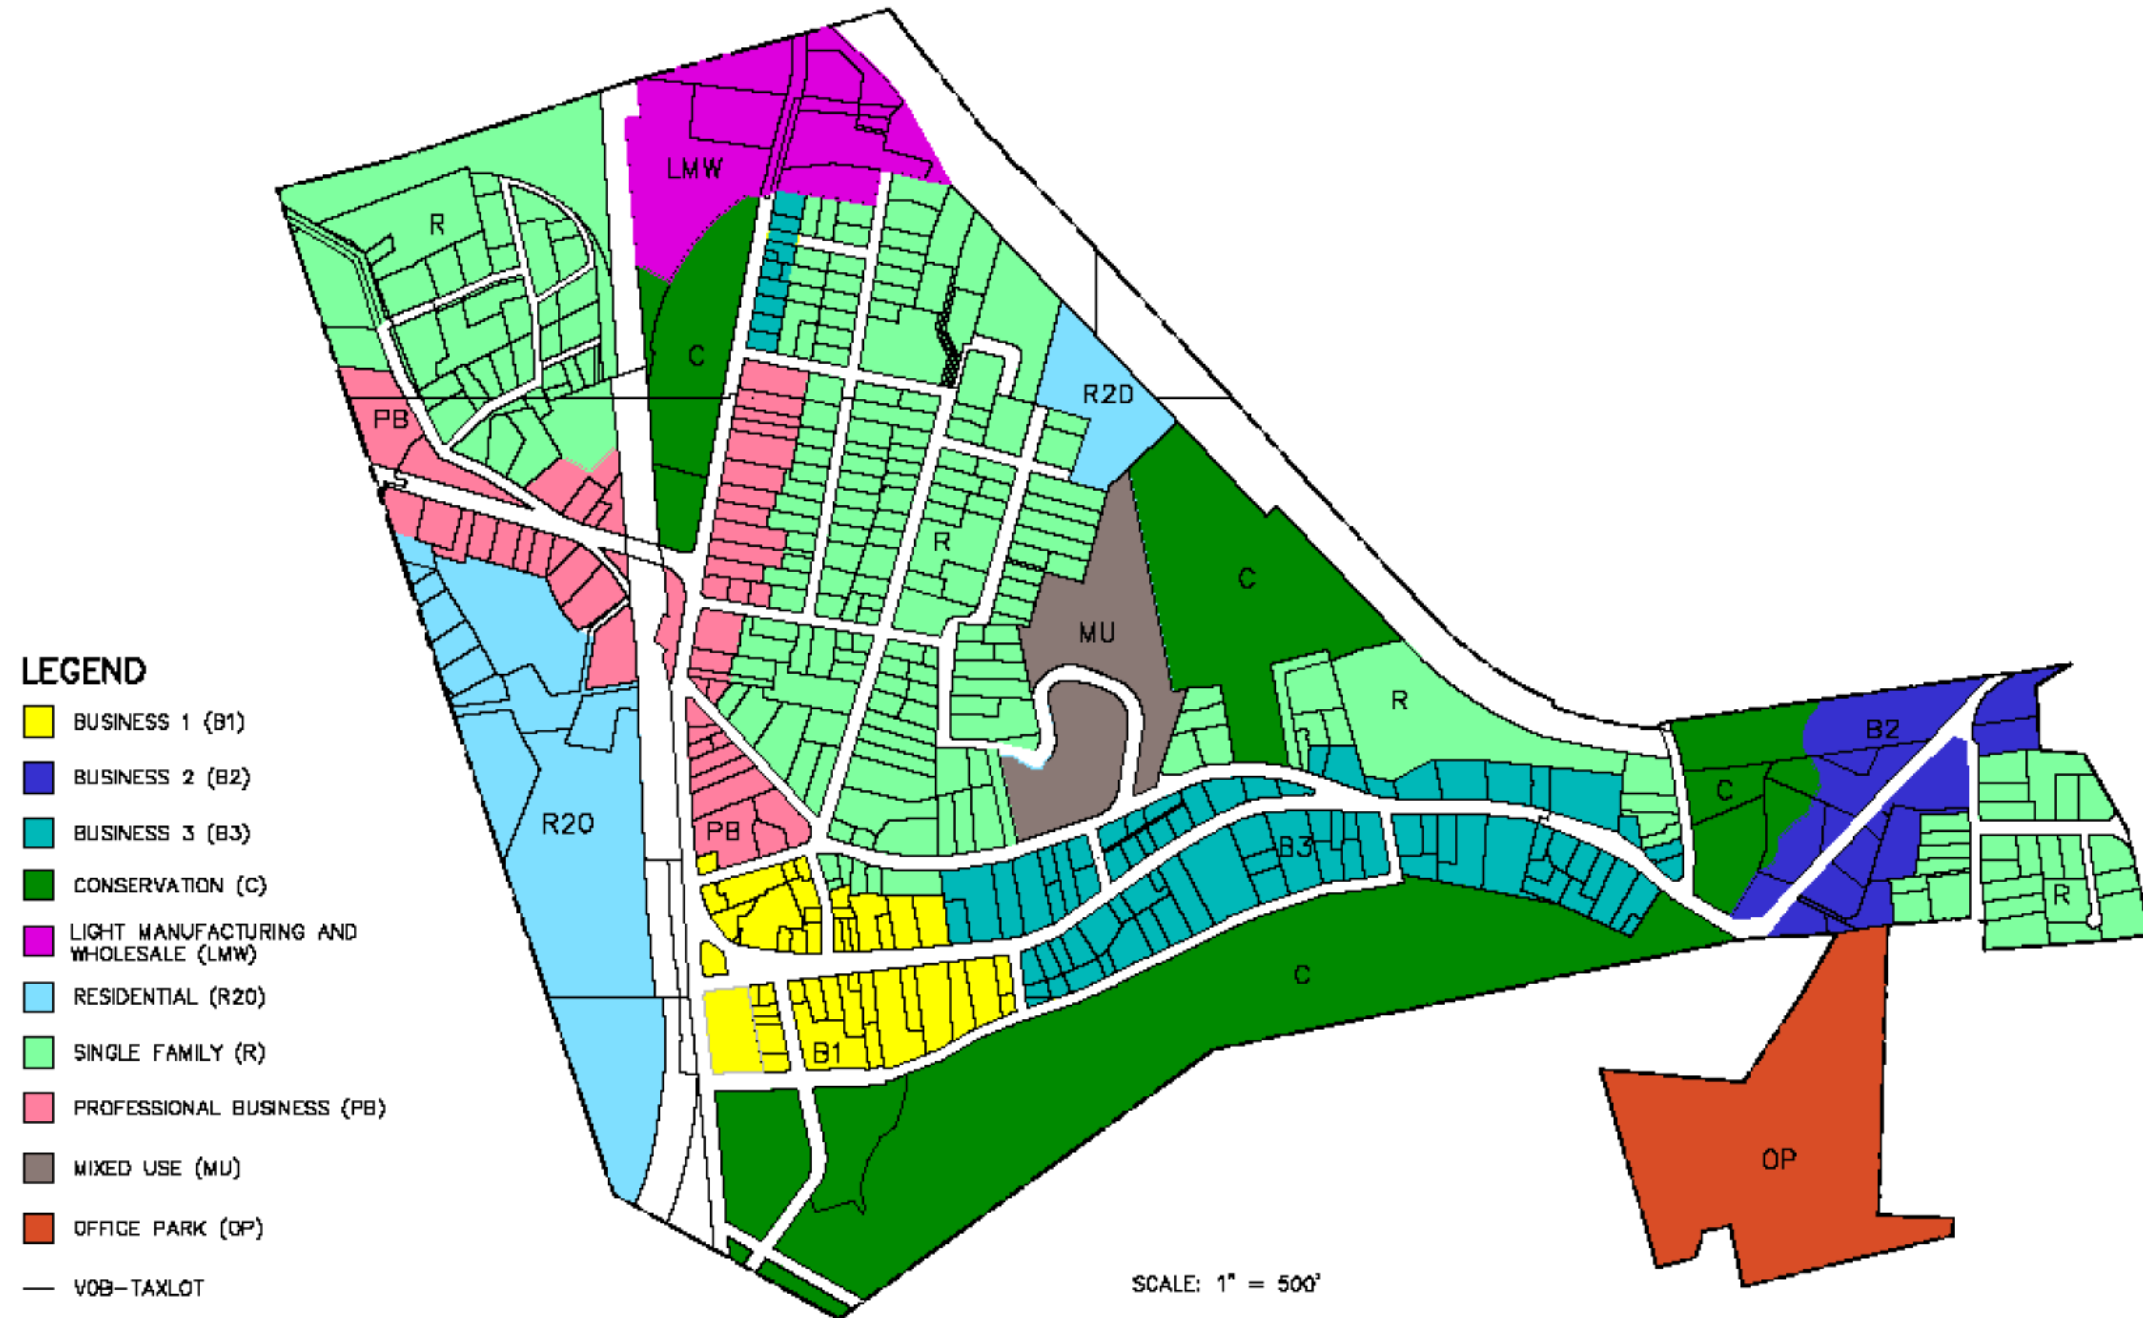 LMW
R
C
R2D
PB
R
C
MU
R
B2
C
R20
PB
B3
R
C
B1
OP
LEGEND
BUSINESS 1 (B1)
BUSINESS 2 (B2)
BUSINESS 3 (B3)
CONSERVATION (C)
LIGHT MANUFACTURING AND
WHOLESALE (LMW)
RESIDENTIAL (R20)
SINGLE FAMILY (R)
PROFESSIONAL BUSINESS (PB)
MIXED USE (MU)
OFFICE PARK (OP)
VOB-TAXLOT
SCALE: 1" = 500'